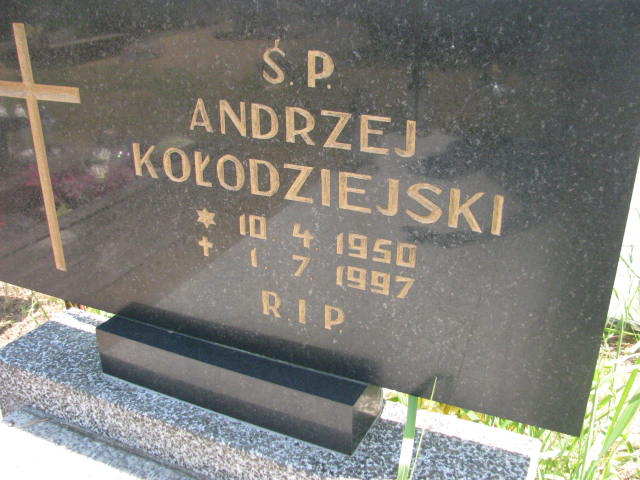 Ś.P.
ANDRZEJ
KOŁODZIEJSKI
* 10 4 1950
✝ 1. 7 1997
R.I.P